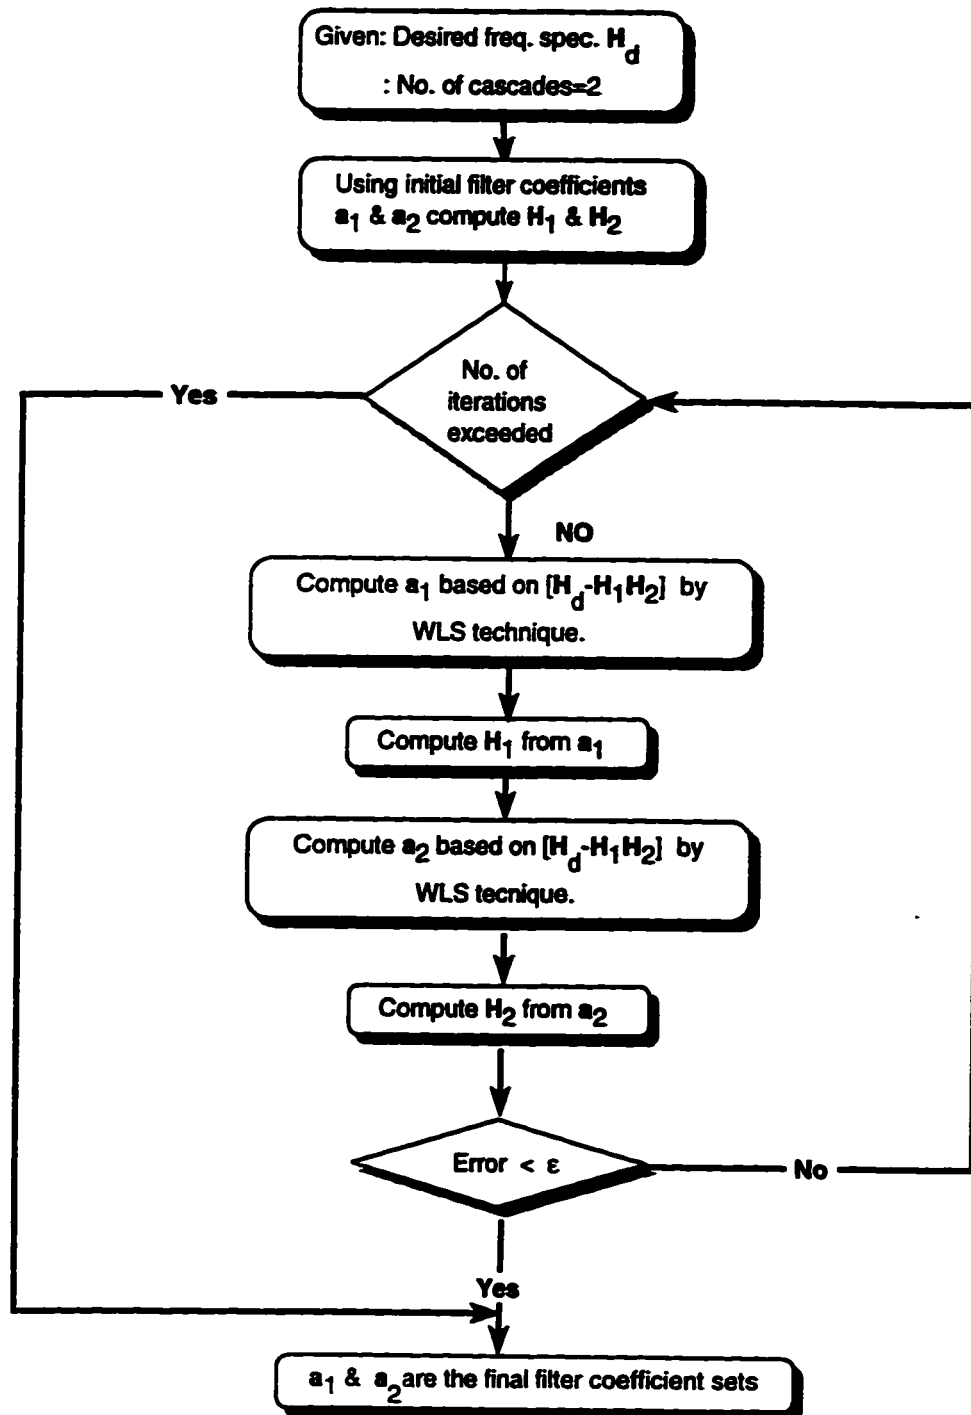 Given: Desired freq. spec. Hd
: No. of cascades=2
Using initial filter coefficients
a1 & a2 compute H1 & H2
No. of
iterations
exceeded
Yes
NO
Compute a1 based on [Hd-H1H2] by
WLS technique.
Compute H1 from a1
Compute a2 based on [Hd-H1H2] by
WLS tecnique.
Compute H2 from a2
Error < ε
No
Yes
a1 & a2 are the final filter coefficient sets